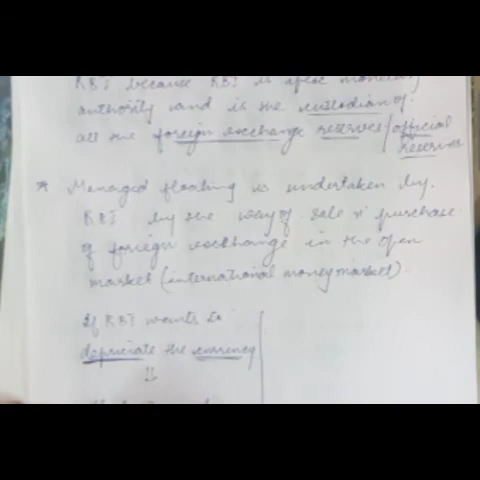 RBI because RBI is apex monetary
authority and is the custodian of
all the foreign exchange reserves / official
Reserves
* Managed floating is undertaken by
RBI by the way of sale n purchase
of foreign exchange in the open
market (international money market)
If RBI wants to
depriciate the currency